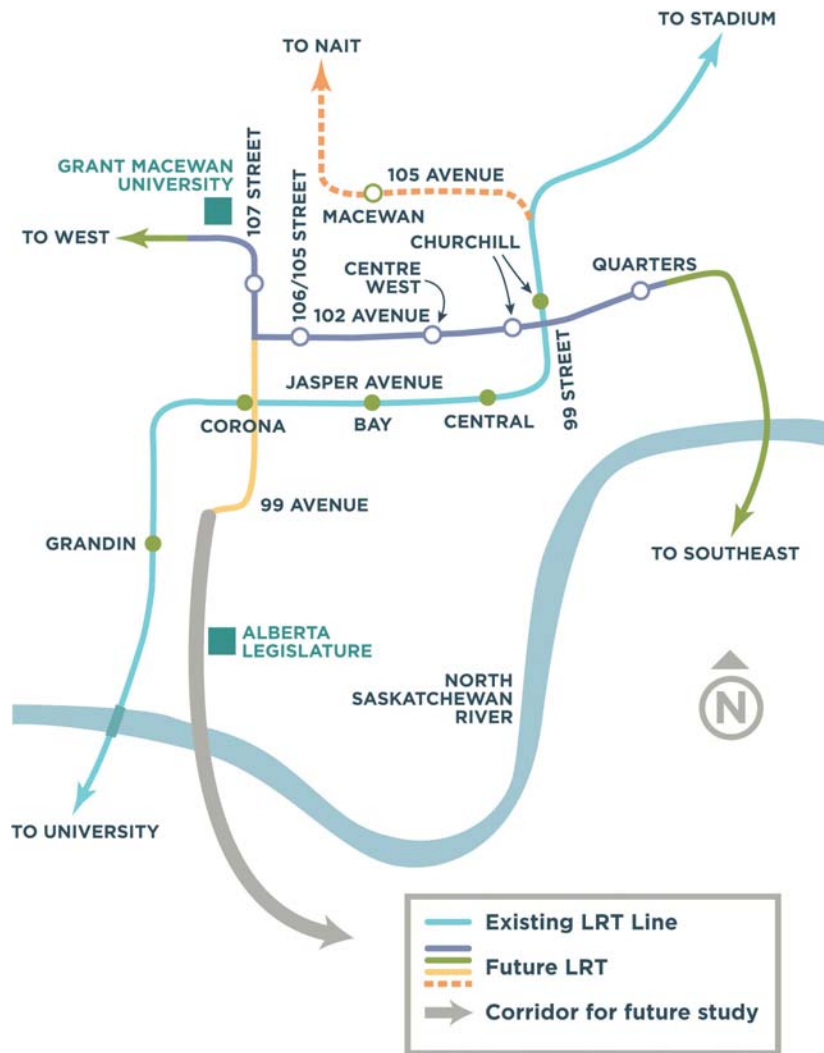 TO STADIUM
TO NAIT
GRANT MACEWAN
UNIVERSITY
107 STREET
105 AVENUE
MACEWAN
TO WEST
106/105 STREET
CHURCHILL
CENTRE
WEST
QUARTERS
102 AVENUE
99 STREET
JASPER AVENUE
CORONA
BAY
CENTRAL
99 AVENUE
GRANDIN
TO SOUTHEAST
ALBERTA
LEGISLATURE
NORTH
SASKATCHEWAN
RIVER
N
TO UNIVERSITY
Existing LRT Line
Future LRT
Corridor for future study